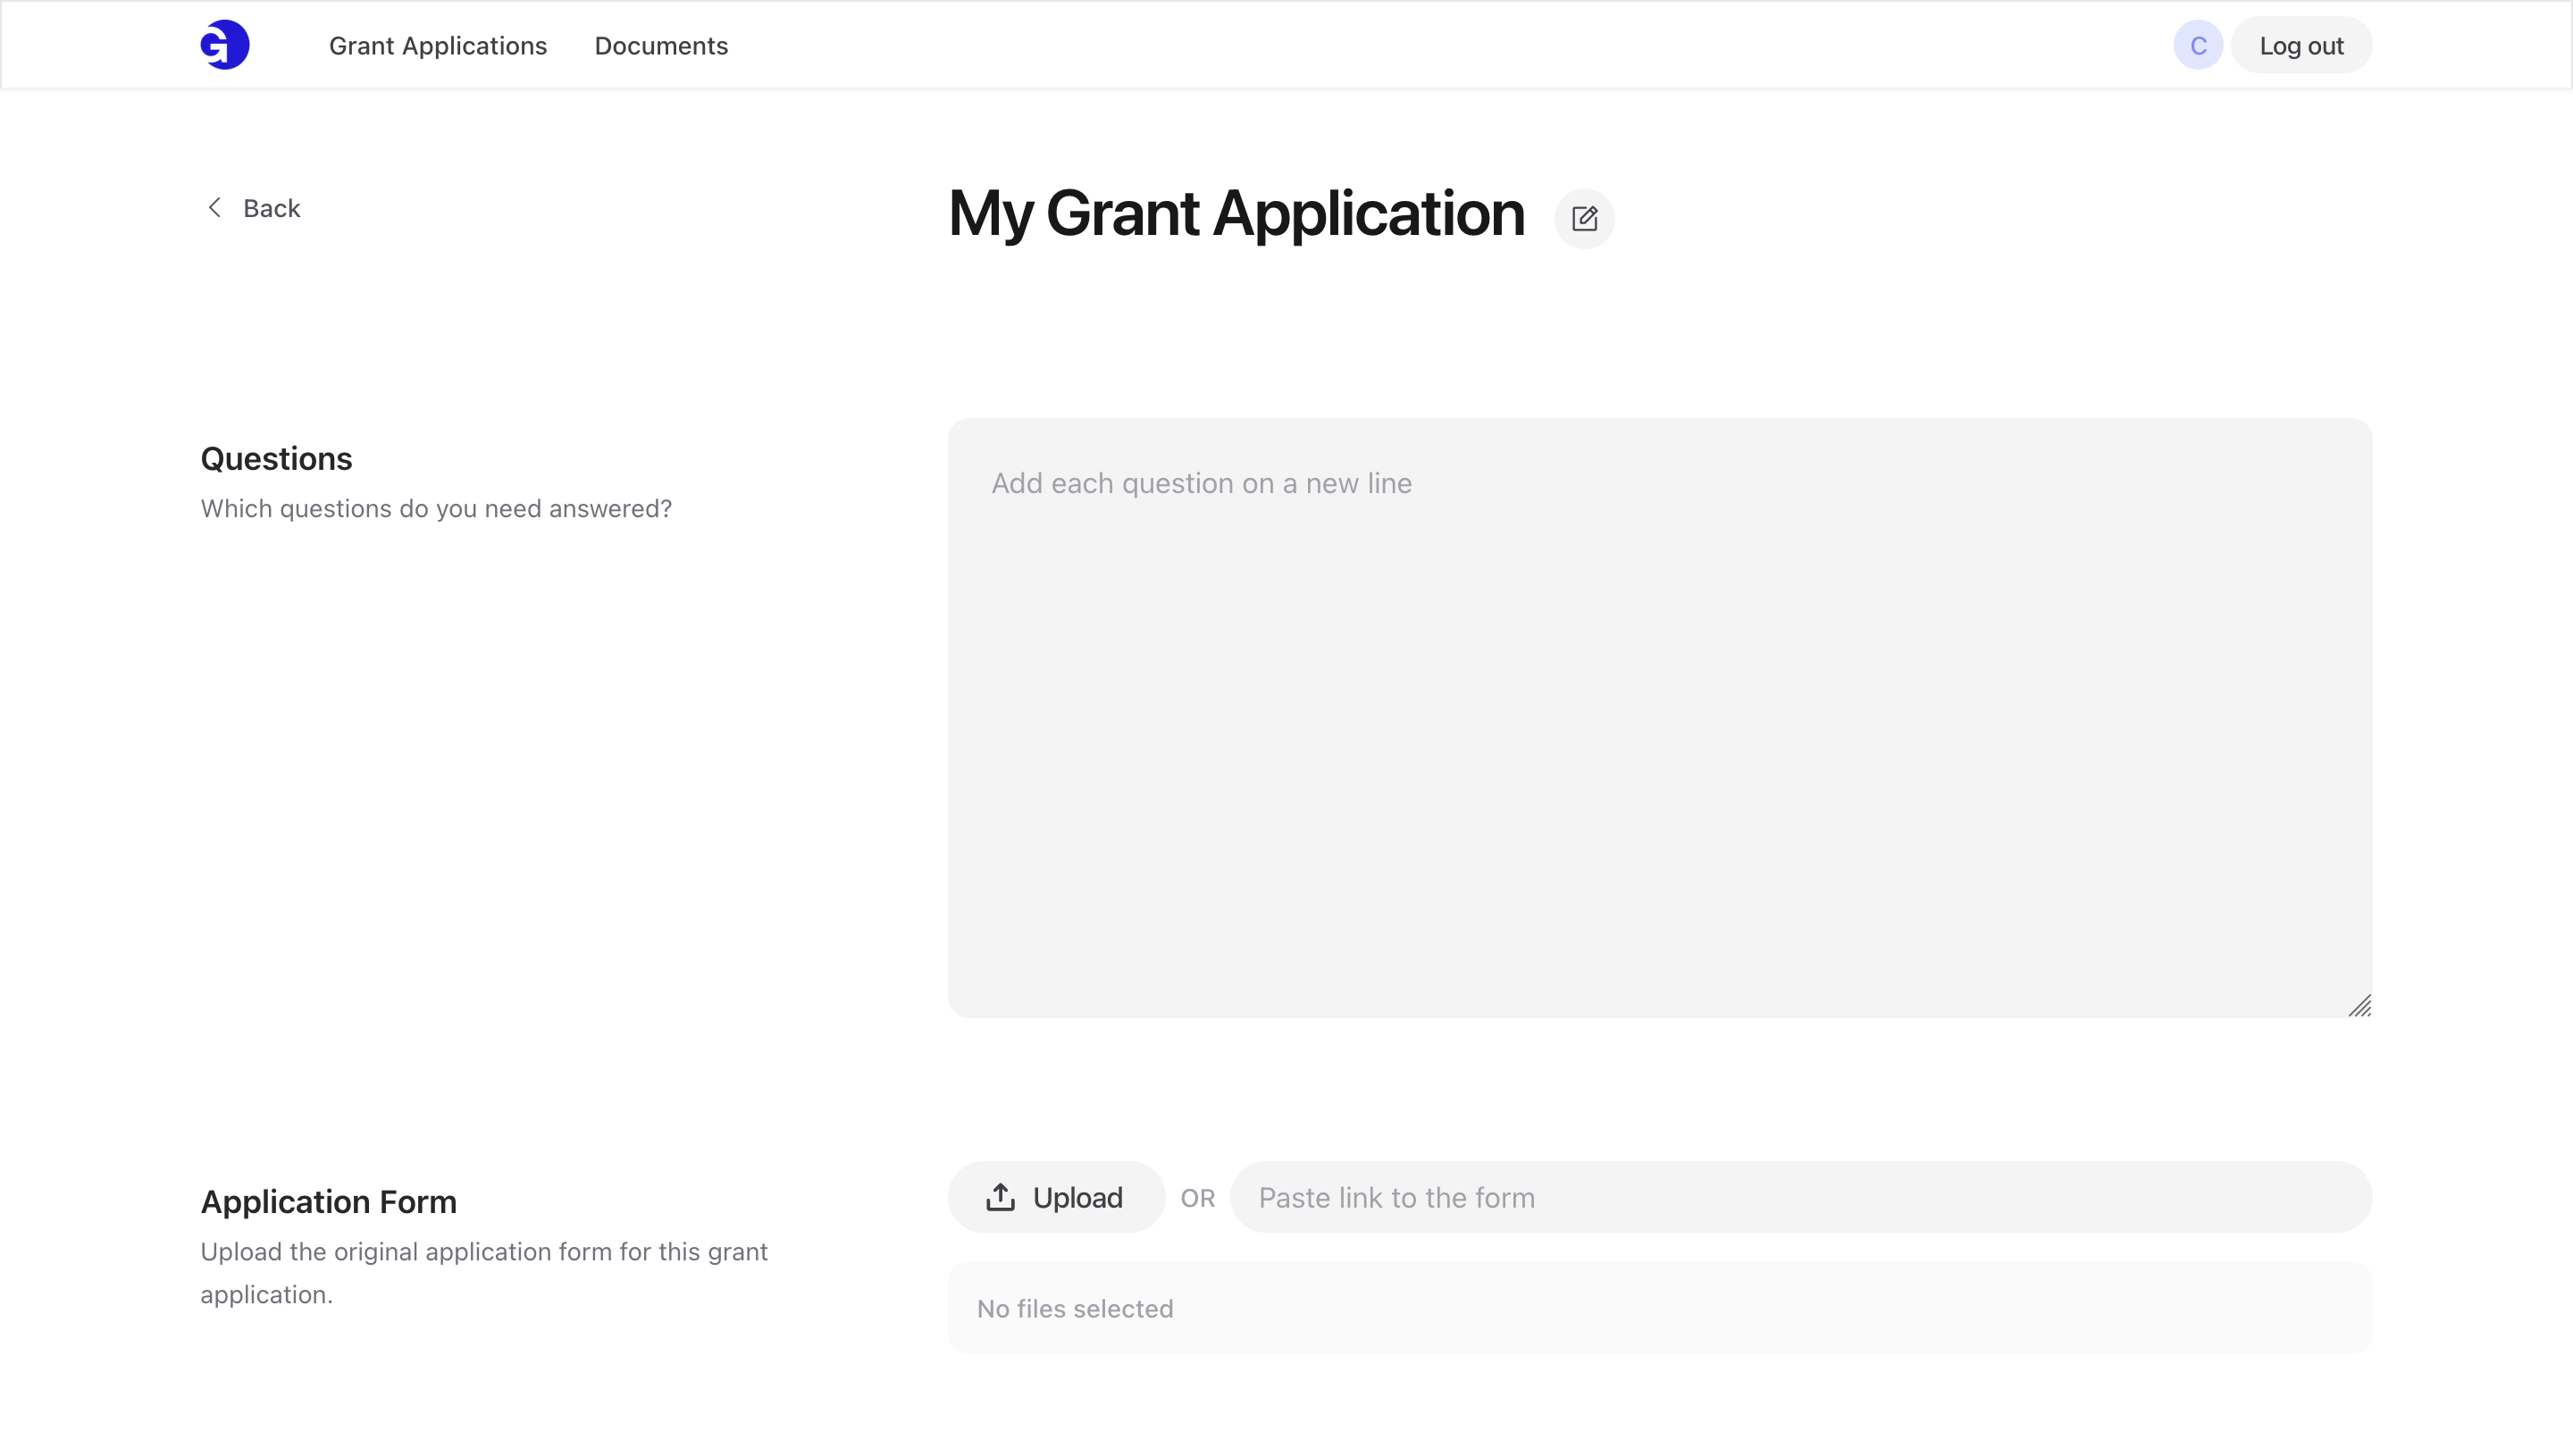 Grant Applications
Documents
C
Log out
Back
My Grant Application
Questions
Which questions do you need answered?
Add each question on a new line
Application Form
Upload the original application form for this grant
application.
Upload
OR
Paste link to the form
No files selected